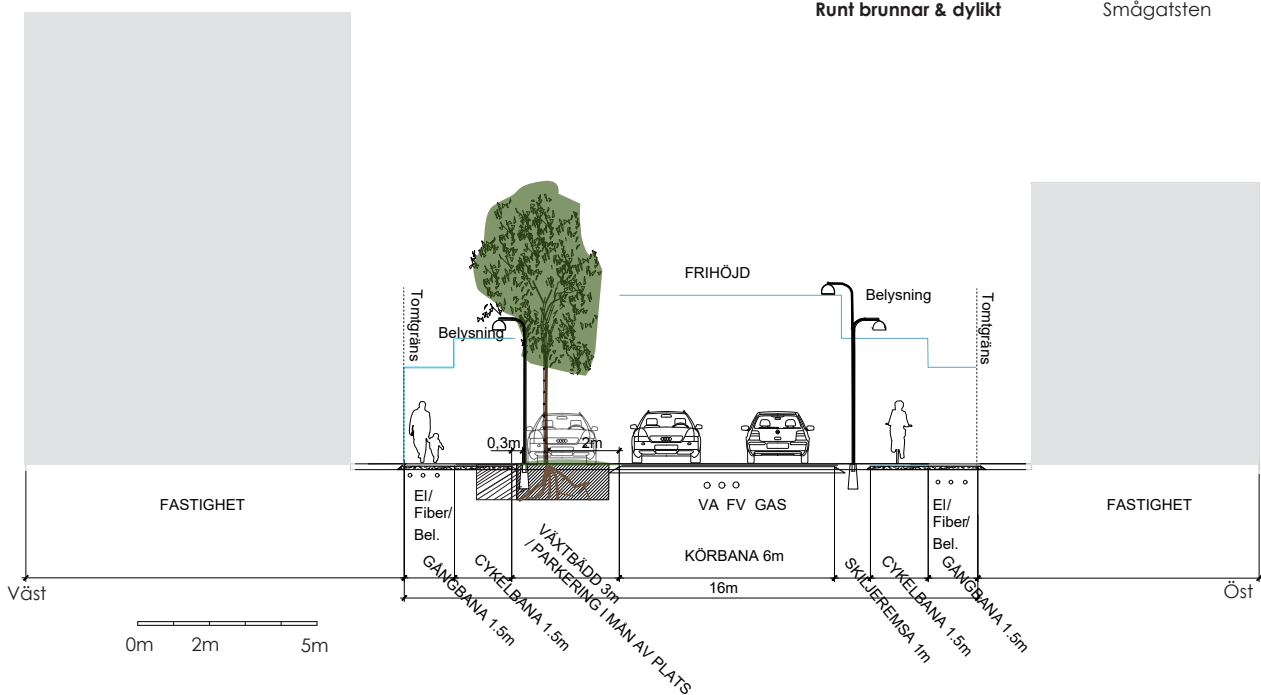 Runt brunnar & dylikt Smågatsten
FRIHÖJD
Tomtgräns
Belysning
Belysning
Tomtgräns
0,3m
2m
FASTIGHET
El/
Fiber/
Bel.
VA FV GAS
El/
Fiber/
Bel.
FASTIGHET
KÖRBANA 6m
GÅNGBANA 1.5m
CYKELBANA 1.5m
VÄXTBÄDD 3m
/ PARKERING I MÅN AV PLATS
SKILJEREMSA 1m
CYKELBANA 1.5m
GÅNGBANA 1.5m
16m
Väst
Öst
0m 2m 5m